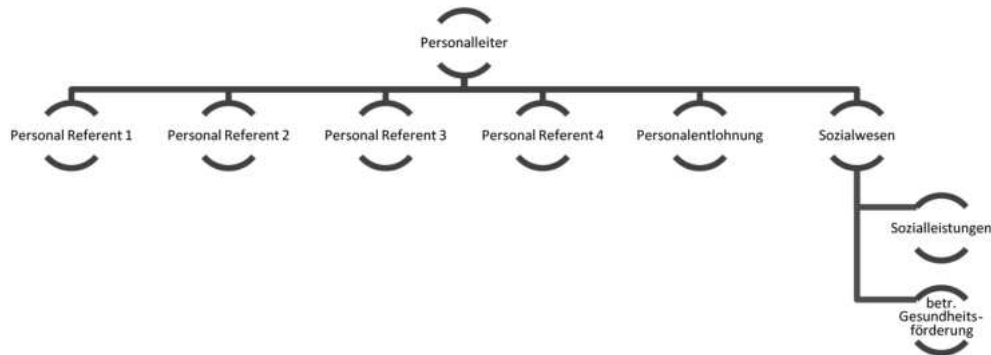 Personalleiter
Personal Referent 1
Personal Referent 2
Personal Referent 3
Personal Referent 4
Personalentlohnung
Sozialwesen
Sozialleistungen
betr.
Gesundheits-
förderung